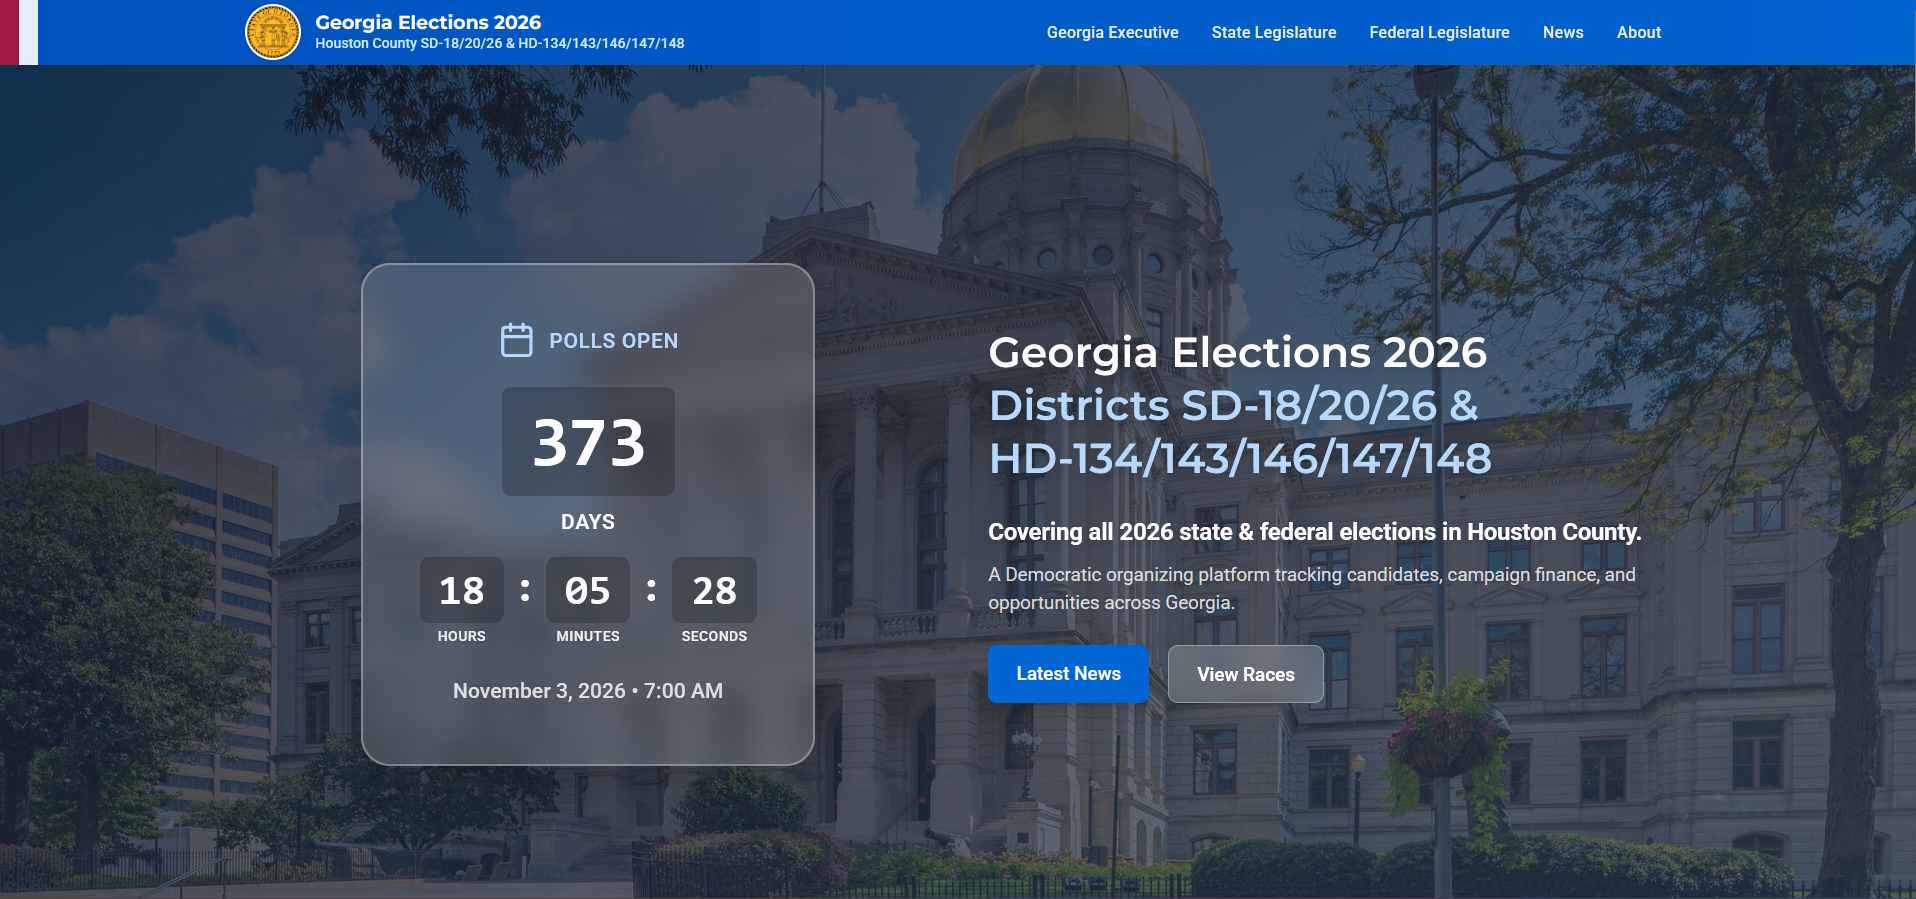 Georgia Elections 2026
Houston County SD-18/20/26 & HD-134/143/146/147/148
Georgia Executive
State Legislature
Federal Legislature
News
About
POLLS OPEN
373
DAYS
18 : 05 : 28
HOURS MINUTES SECONDS
November 3, 2026 • 7:00 AM
Georgia Elections 2026
Districts SD-18/20/26 &
HD-134/143/146/147/148
Covering all 2026 state & federal elections in Houston County.
A Democratic organizing platform tracking candidates, campaign finance, and
opportunities across Georgia.
Latest News
View Races